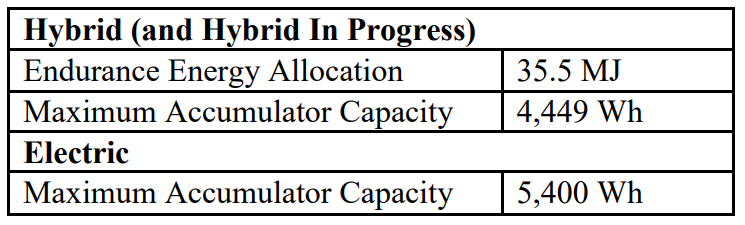 Hybrid (and Hybrid In Progress)
Endurance Energy Allocation 35.5 MJ
Maximum Accumulator Capacity 4,449 Wh
Electric
Maximum Accumulator Capacity 5,400 Wh